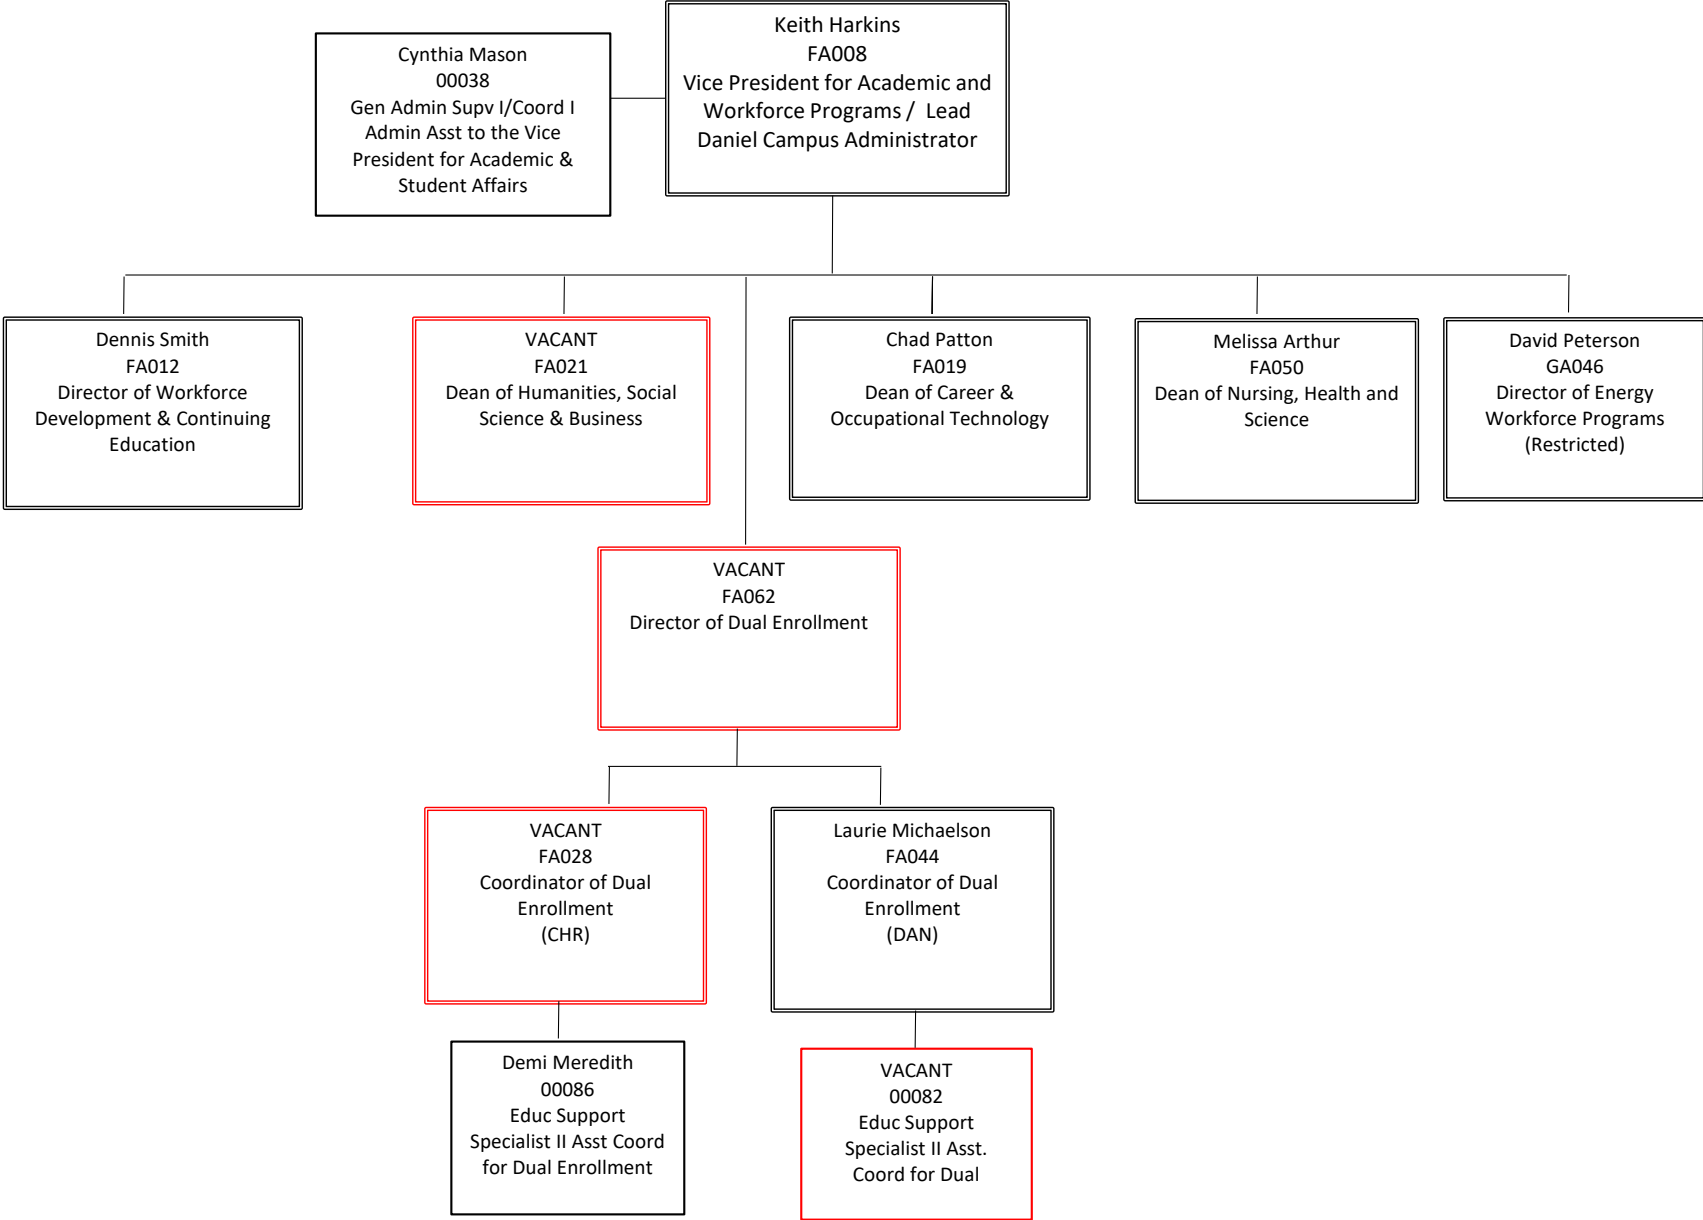 Keith Harkins
FA008
Vice President for Academic and
Workforce Programs / Lead
Daniel Campus Administrator
Cynthia Mason
00038
Gen Admin Supv I/Coord I
Admin Asst to the Vice
President for Academic &
Student Affairs
Dennis Smith
FA012
Director of Workforce
Development & Continuing
Education
VACANT
FA021
Dean of Humanities, Social
Science & Business
Chad Patton
FA019
Dean of Career &
Occupational Technology
Melissa Arthur
FA050
Dean of Nursing, Health and
Science
David Peterson
GA046
Director of Energy
Workforce Programs
(Restricted)
VACANT
FA062
Director of Dual Enrollment
VACANT
FA028
Coordinator of Dual
Enrollment
(CHR)
Laurie Michaelson
FA044
Coordinator of Dual
Enrollment
(DAN)
Demi Meredith
00086
Educ Support
Specialist II Asst Coord
for Dual Enrollment
VACANT
00082
Educ Support
Specialist II Asst.
Coord for Dual